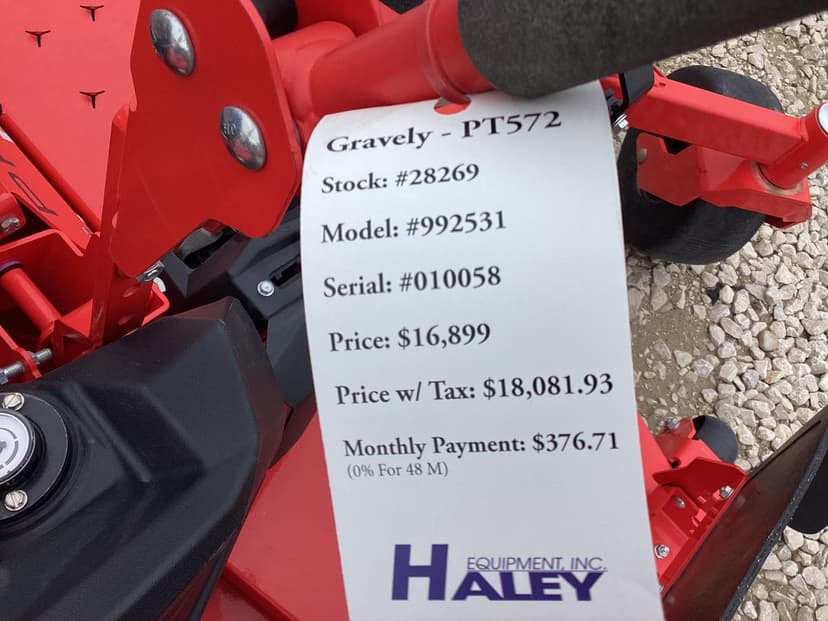 Gravely - PT572
Stock: #28269
Model: #992531
Serial: #010058
Price: $16,899
Price w/ Tax: $18,081.93
Monthly Payment: $376.71
(0% For 48 M)
HALEY
EQUIPMENT, INC.